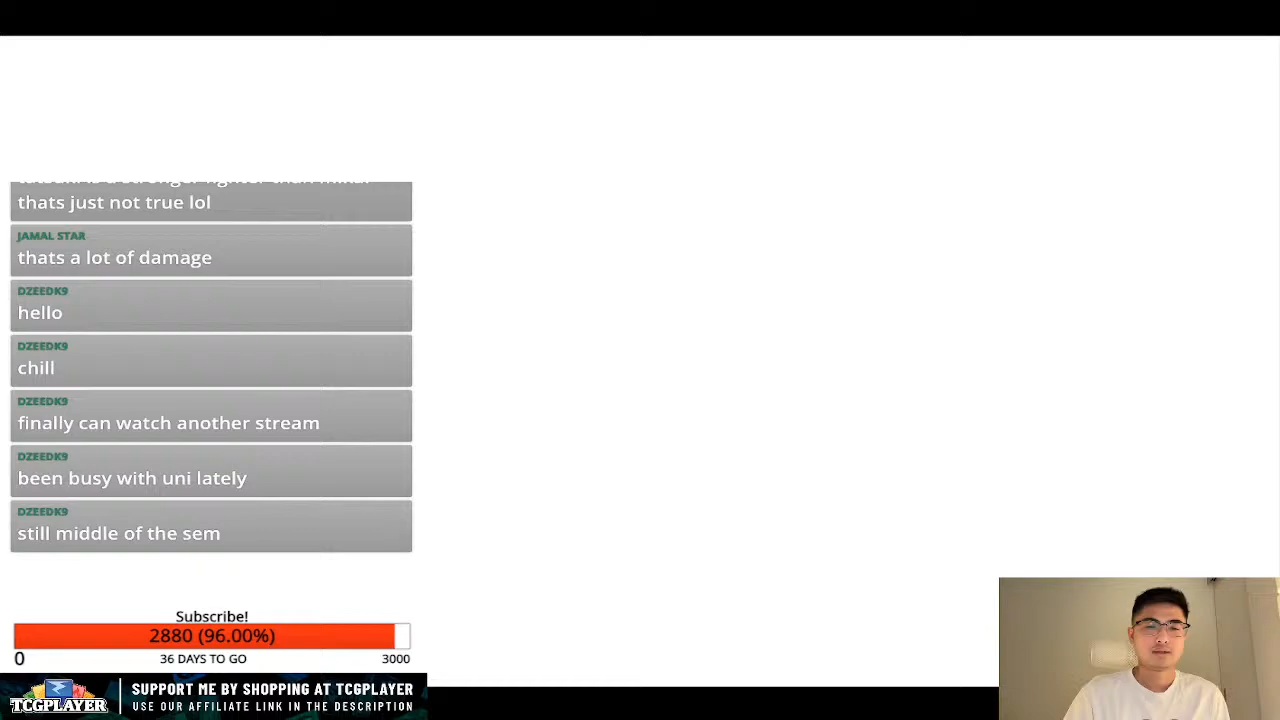 thats just not true lol
JAMAL STAR
thats a lot of damage
DZEEDK9
hello
DZEEDK9
chill
DZEEDK9
finally can watch another stream
DZEEDK9
been busy with uni lately
DZEEDK9
still middle of the sem
Subscribe!
2880 (96.00%)
0 36 DAYS TO GO 3000
TCGPLAYER
SUPPORT ME BY SHOPPING AT TCGPLAYER
USE OUR AFFILIATE LINK IN THE DESCRIPTION